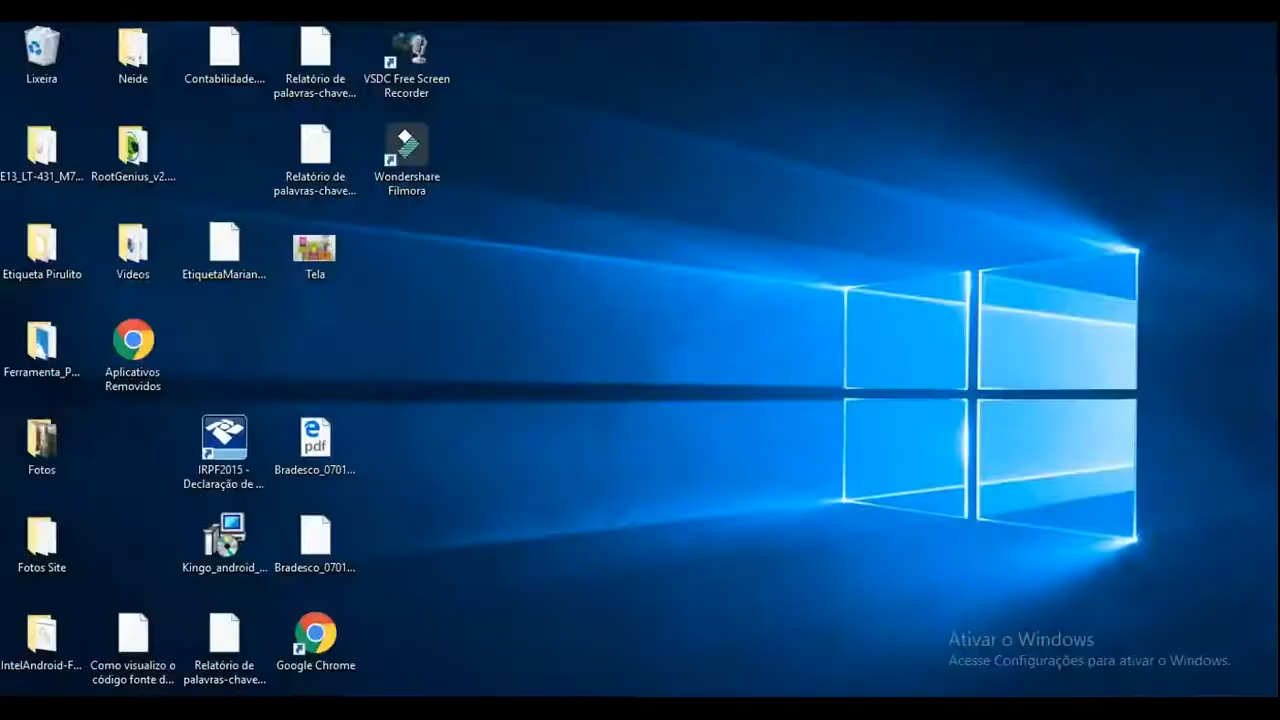 Lixeira
Neide
Contabilidade....
Relatório de
palavras-chave...
VSDC Free Screen
Recorder
E13_LT-431_M7...
RootGenius_v2....
Relatório de
palavras-chave...
Wondershare
Filmora
Etiqueta Pirulito
Videos
EtiquetaMarian...
Tela
Ferramenta_P...
Aplicativos
Removidos
Fotos
IRPF2015 -
Declaração de ...
pdf
Bradesco_0701...
Fotos Site
Kingo_android_...
Bradesco_0701...
IntelAndroid-F...
Como visualizo o
código fonte d...
Relatório de
palavras-chave...
Google Chrome
Ativar o Windows
Acesse Configurações para ativar o Windows.